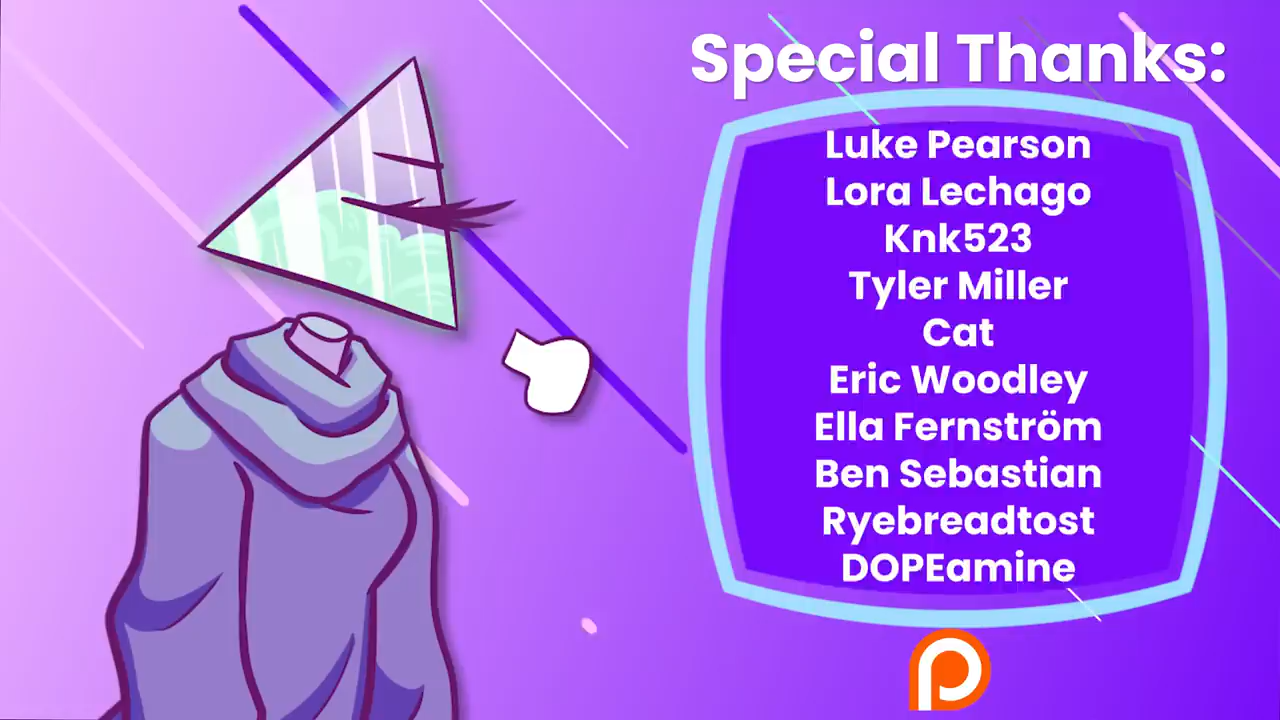 Special Thanks:
Luke Pearson
Lora Lechago
Knk523
Tyler Miller
Cat
Eric Woodley
Ella Fernström
Ben Sebastian
Ryebreadtost
DOPEamine